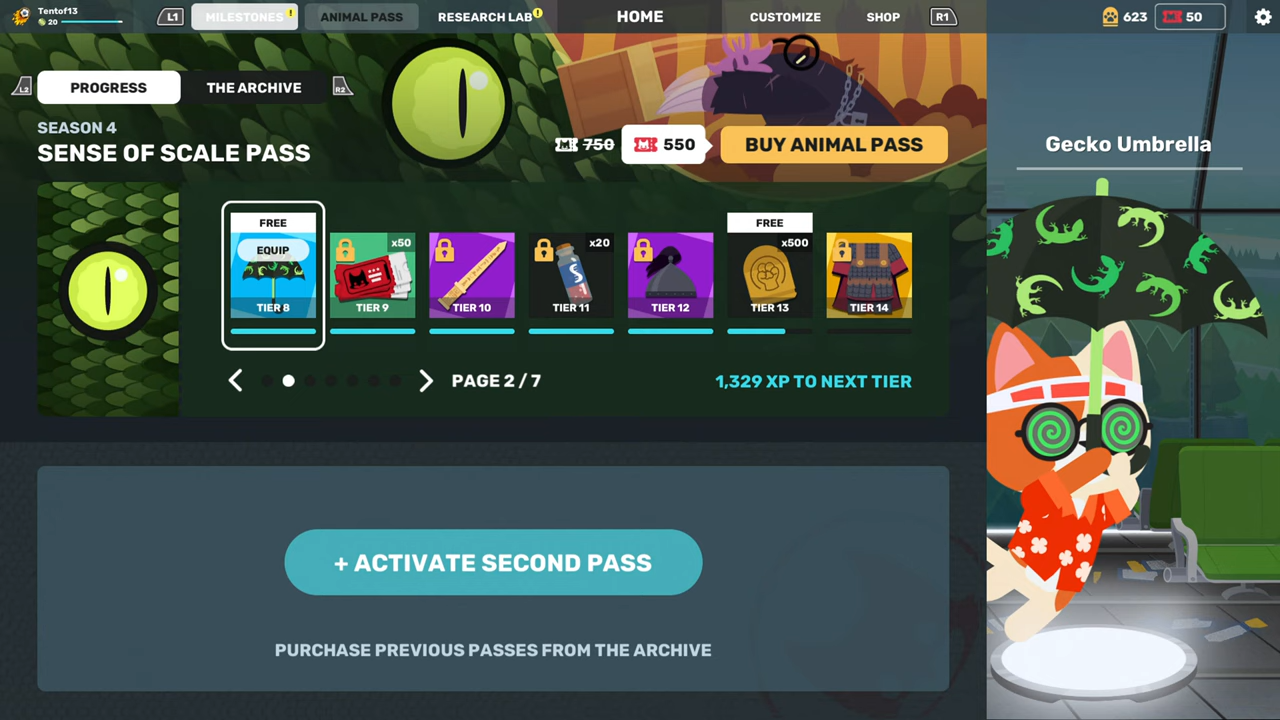 Tentof13
20
L1
MILESTONES !
ANIMAL PASS
RESEARCH LAB !
HOME
CUSTOMIZE
SHOP
R1
623
50
L2
PROGRESS
THE ARCHIVE
R2
SEASON 4
SENSE OF SCALE PASS
750
550
BUY ANIMAL PASS
Gecko Umbrella
FREE
EQUIP
TIER 8
x50
TIER 9
TIER 10
x20
TIER 11
TIER 12
FREE
x500
TIER 13
TIER 14
PAGE 2 / 7
1,329 XP TO NEXT TIER
+ ACTIVATE SECOND PASS
PURCHASE PREVIOUS PASSES FROM THE ARCHIVE